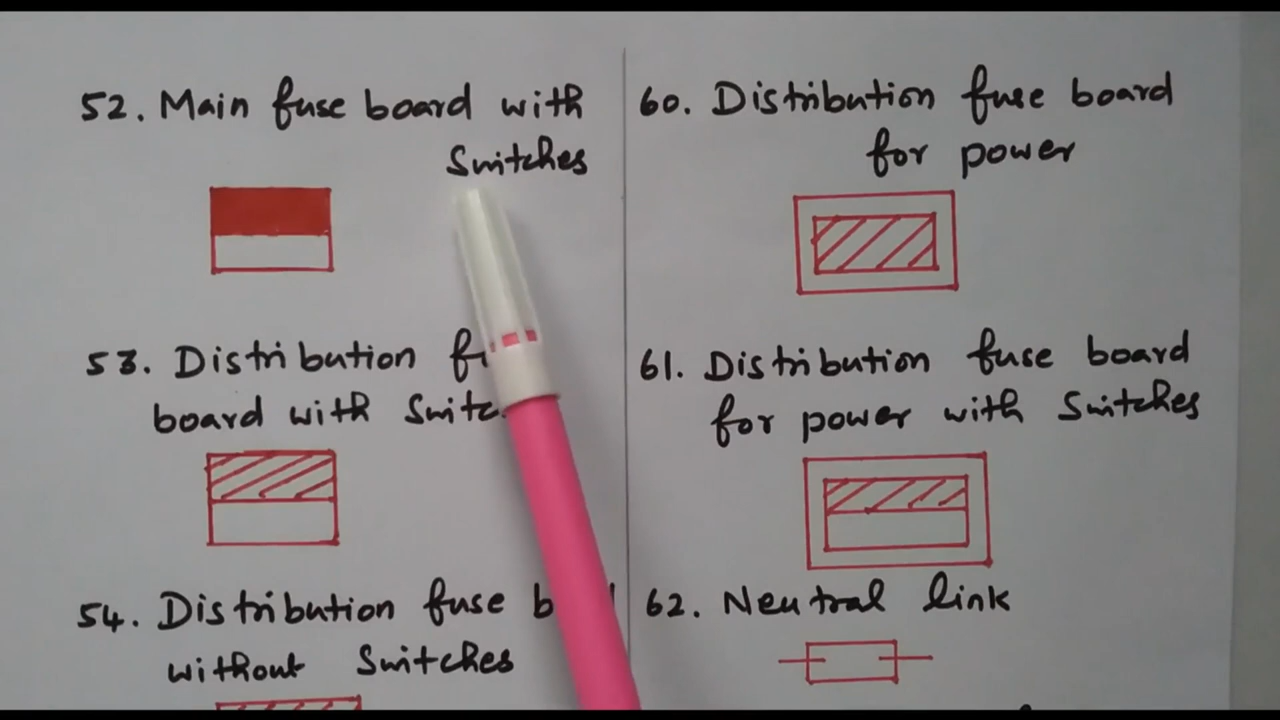 52. Main fuse board with
Switches
53. Distribution
board with
54. Distribution fuse
without Switches
60. Distribution fuse board
for power
61. Distribution fuse board
for power with Switches
62. Neutral link